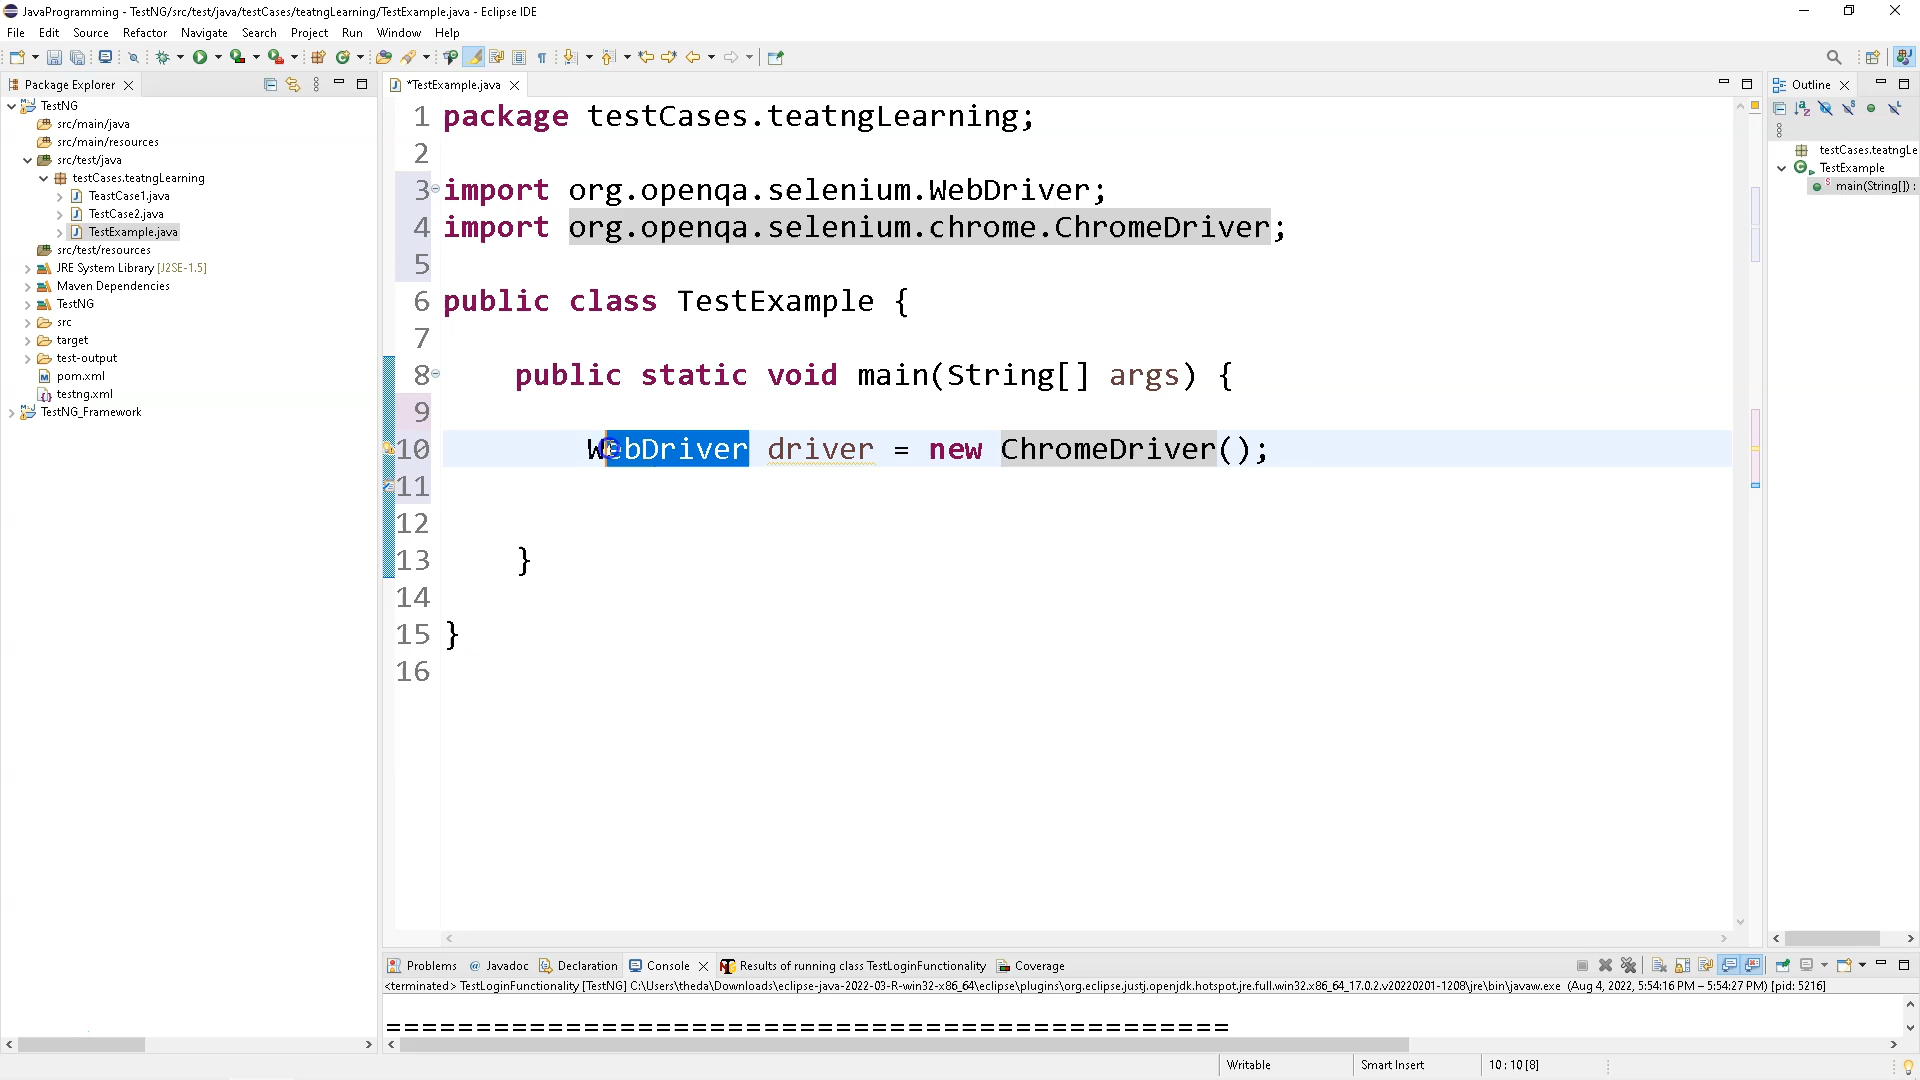 JavaProgramming - TestNG/src/test/java/testCases/teatngLearning/TestExample.java - Eclipse IDE
File Edit Source Refactor Navigate Search Project Run Window Help
Package Explorer
TestNG
src/main/java
src/main/resources
src/test/java
testCases.teatngLearning
TeastCase1.java
TestCase2.java
TestExample.java
src/test/resources
JRE System Library [J2SE-1.5]
Maven Dependencies
TestNG
src
target
test-output
pom.xml
testng.xml
TestNG_Framework
*TestExample.java
1 package testCases.teatngLearning;
2
3 import org.openqa.selenium.WebDriver;
4 import org.openqa.selenium.chrome.ChromeDriver;
5
6 public class TestExample {
7
8 public static void main(String[] args) {
9
10 WebDriver driver = new ChromeDriver();
11
12
13 }
14
15 }
16
Outline
testCases.teatngLe
TestExample
main(String[]) :
Problems Javadoc Declaration Console Results of running class TestLoginFunctionality Coverage
<terminated> TestLoginFunctionality [TestNG] C:\Users\theda\Downloads\eclipse-java-2022-03-R-win32-x86_64\eclipse\plugins\org.eclipse.justj.openjdk.hotspot.jre.full.win32.x86_64_17.0.2.v20220201-1208\jre\bin\javaw.exe (Aug 4, 2022, 5:54:16 PM – 5:54:27 PM) [pid: 5216]
===============================================
Writable Smart Insert 10 : 10 [8]